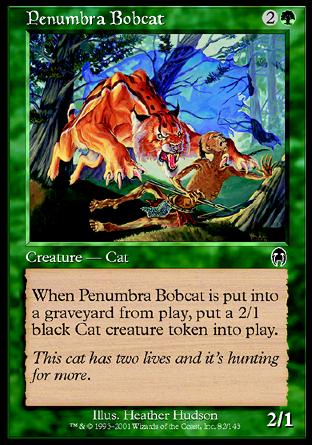 Penumbra Bobcat 2
Creature — Cat
When Penumbra Bobcat is put into
a graveyard from play, put a 2/1
black Cat creature token into play.
This cat has two lives and it's hunting
for more.
2/1
Illus. Heather Hudson
™ & © 1993-2001 Wizards of the Coast, Inc. 82/143